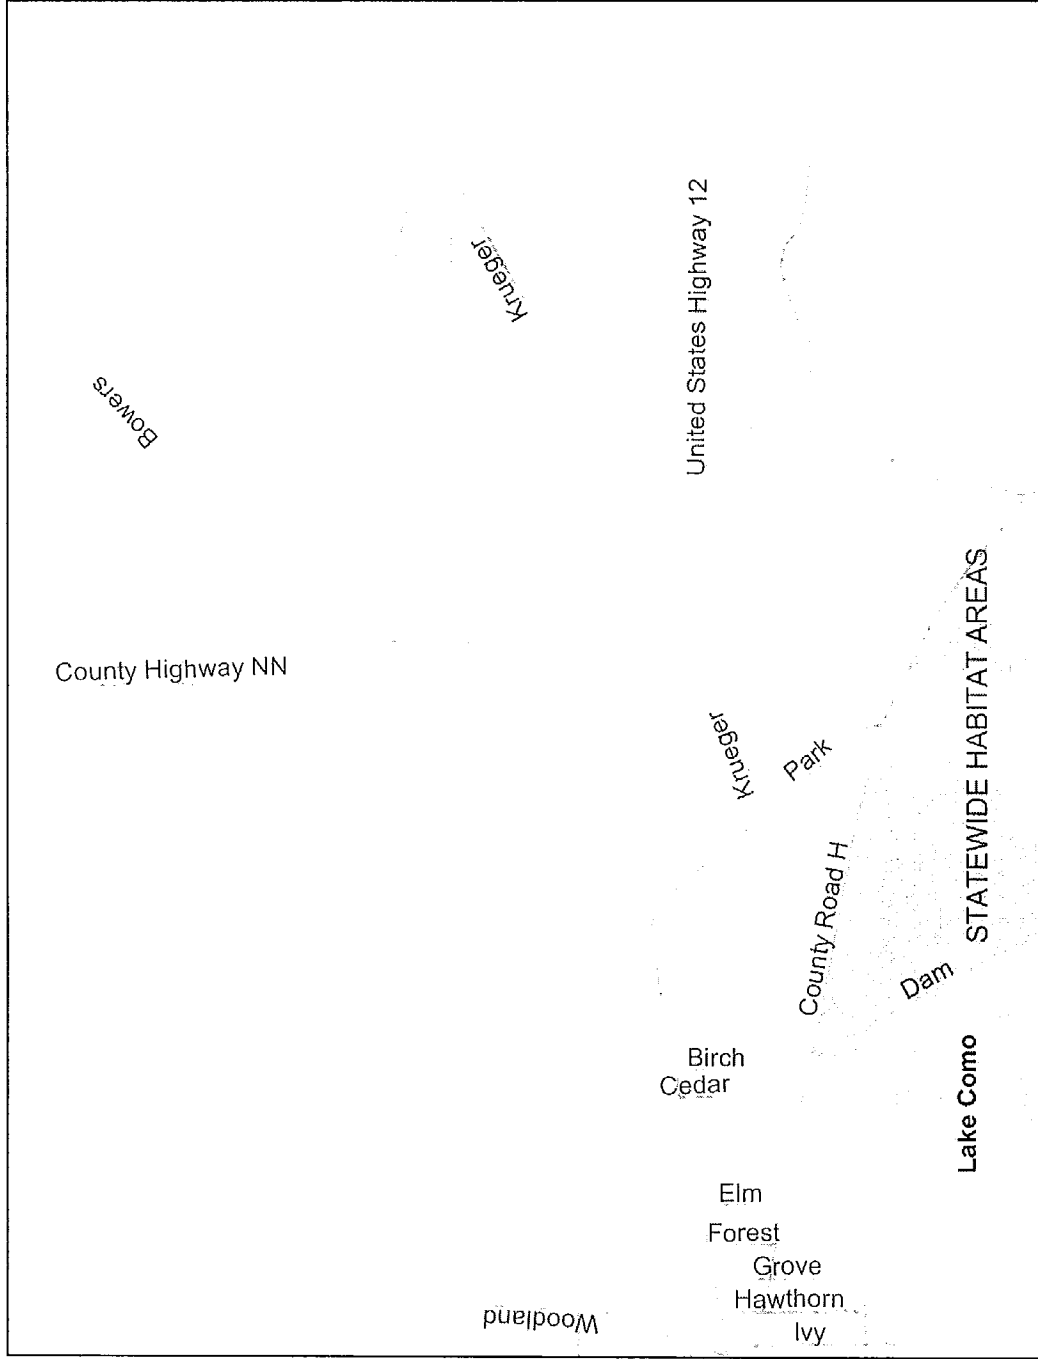 Bowers
Krueger
United States Highway 12
County Highway NN
Krueger
Park
County Road H
STATEWIDE HABITAT AREAS
Dam
Birch
Cedar
Lake Como
Elm
Forest
Grove
Hawthorn
Woodland
Ivy